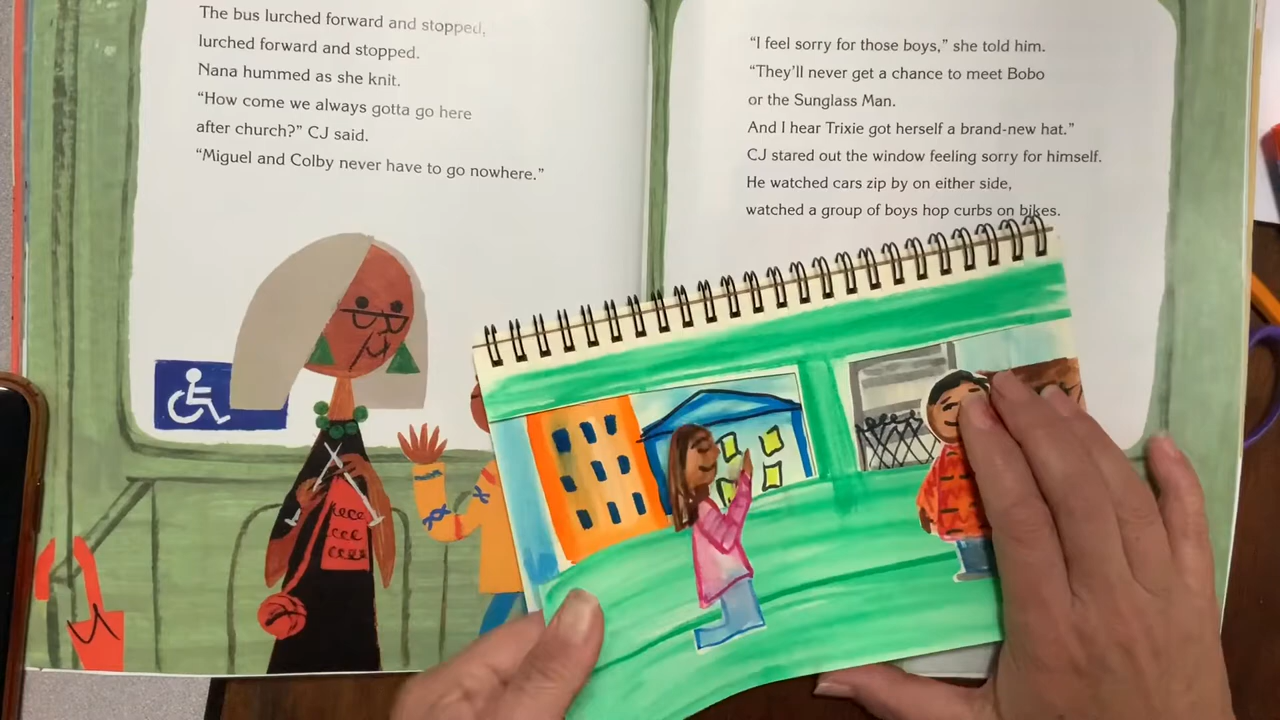 The bus lurched forward and stopped,
lurched forward and stopped.
Nana hummed as she knit.
“How come we always gotta go here
after church?” CJ said.
“Miguel and Colby never have to go nowhere.”
“I feel sorry for those boys,” she told him.
“They’ll never get a chance to meet Bobo
or the Sunglass Man.
And I hear Trixie got herself a brand-new hat.”
CJ stared out the window feeling sorry for himself.
He watched cars zip by on either side,
watched a group of boys hop curbs on bikes.